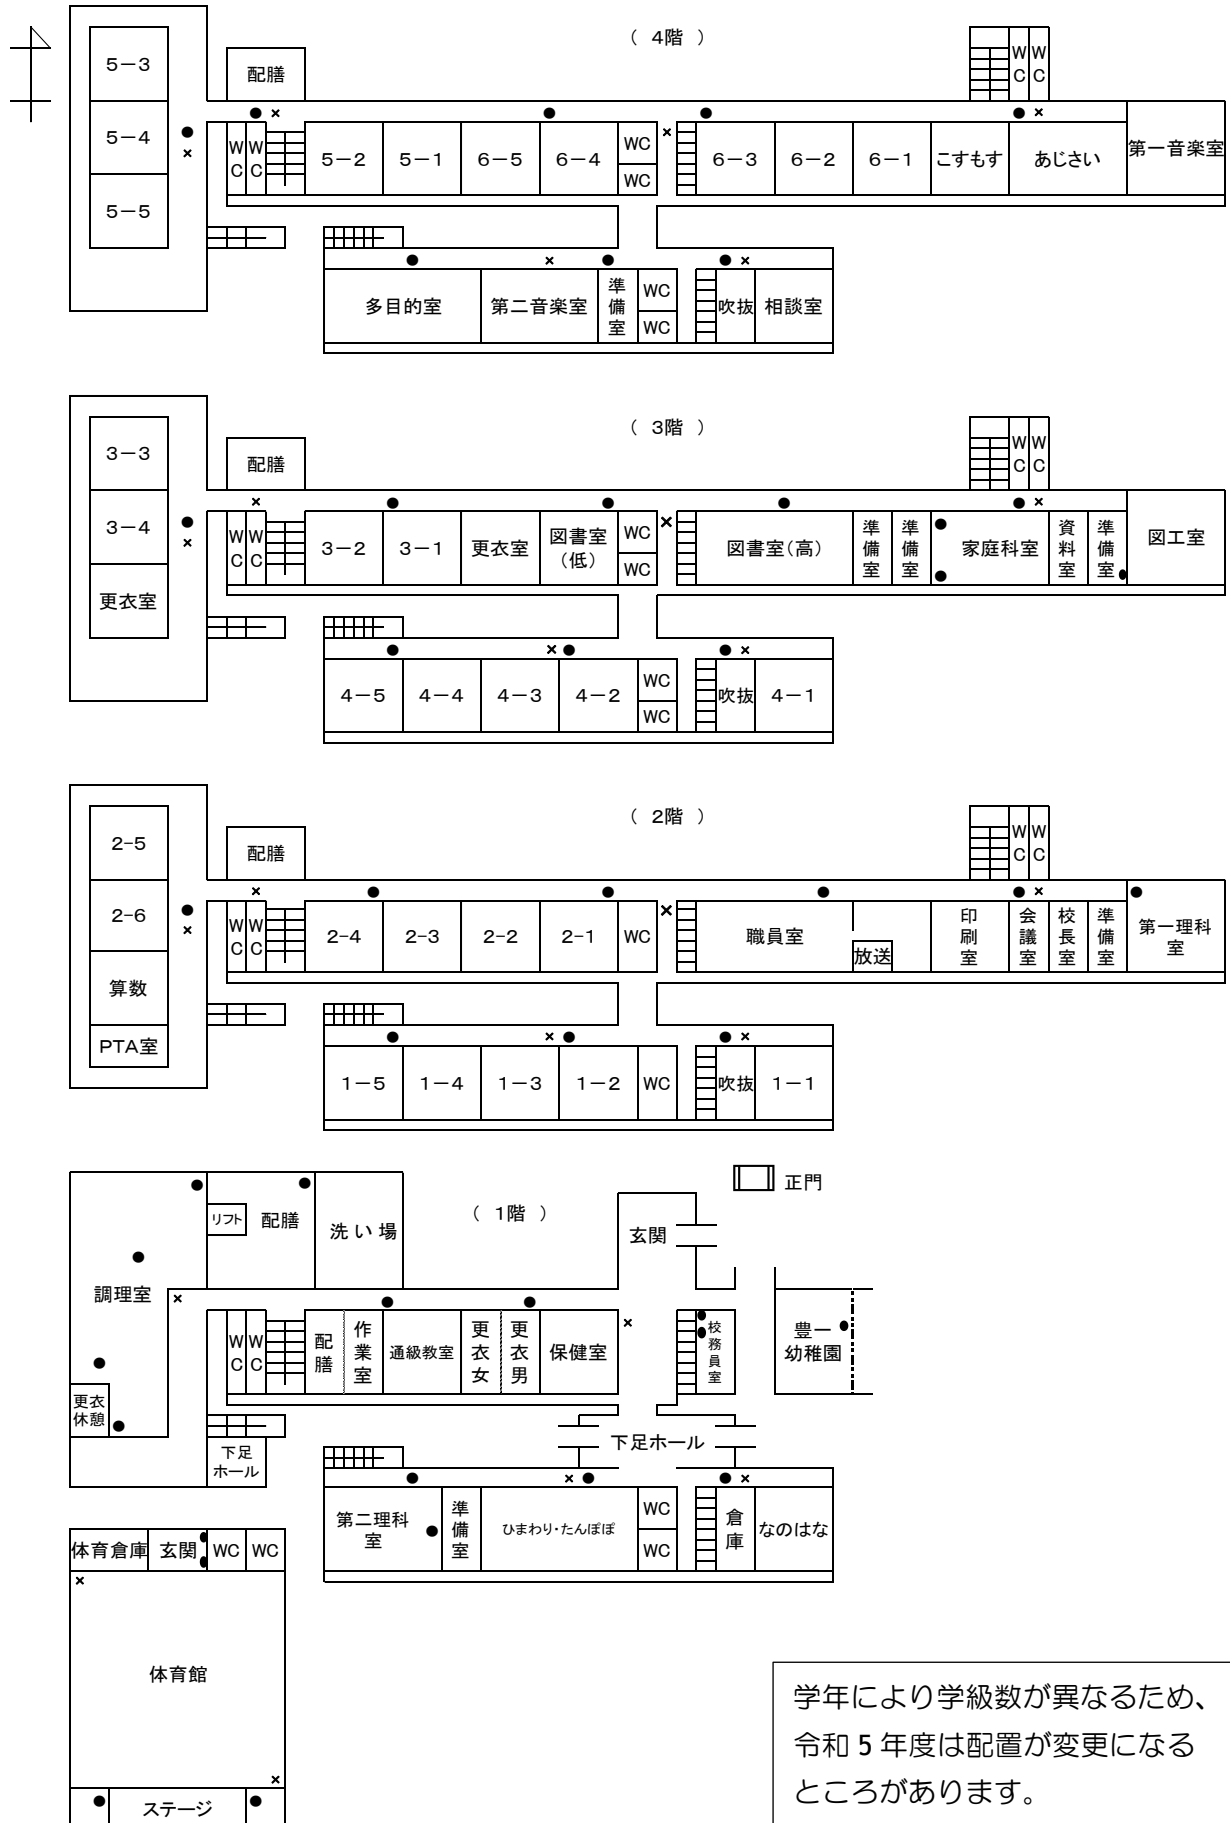 ( 4階 )
5-3
5-4
5-5
配膳
WC
WC
5-2
5-1
6-5
6-4
WC
WC
6-3
6-2
6-1
こすもす
あじさい
WC
WC
第一音楽室
多目的室
第二音楽室
準備室
WC
WC
吹抜
相談室
( 3階 )
3-3
3-4
更衣室
配膳
WC
WC
3-2
3-1
更衣室
図書室
(低)
WC
WC
図書室(高)
準備室
準備室
家庭科室
資料室
準備室
WC
WC
図工室
4-5
4-4
4-3
4-2
WC
WC
吹抜
4-1
( 2階 )
2-5
2-6
算数
PTA室
配膳
WC
WC
2-4
2-3
2-2
2-1
WC
職員室
放送
印刷室
会議室
校長室
準備室
WC
WC
第一理科
室
1-5
1-4
1-3
1-2
WC
吹抜
1-1
正門
( 1階 )
リフト
配膳
洗い場
玄関
調理室
更衣
休憩
WC
WC
配膳
作業室
通級教室
更衣女
更衣男
保健室
校務員室
豊一
幼稚園
下足
ホール
下足ホール
第二理科
室
準備室
ひまわり・たんぽぽ
WC
WC
倉庫
なのはな
体育倉庫
玄関
WC
WC
体育館
ステージ
学年により学級数が異なるため、
令和5年度は配置が変更になる
ところがあります。